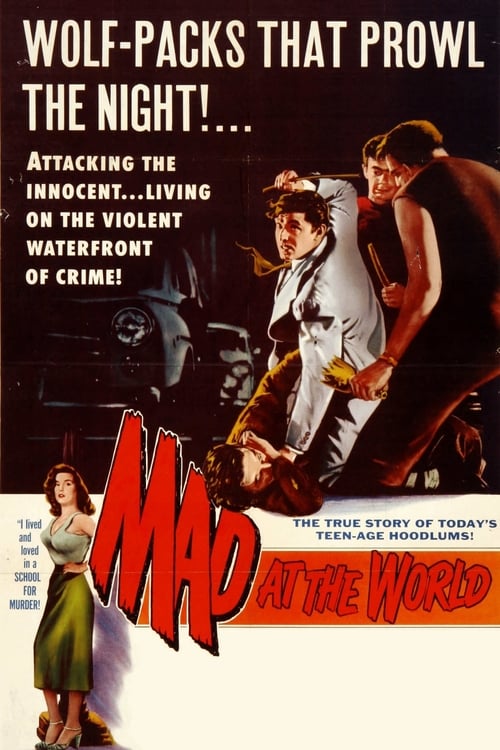 WOLF-PACKS THAT PROWL
THE NIGHT!...
ATTACKING THE
INNOCENT...LIVING
ON THE VIOLENT
WATERFRONT
OF CRIME!
"I lived
and
loved
in a
SCHOOL
FOR
MURDER!
THE TRUE STORY OF TODAY'S
TEEN-AGE HOODLUMS!
MAD AT THE WORLD